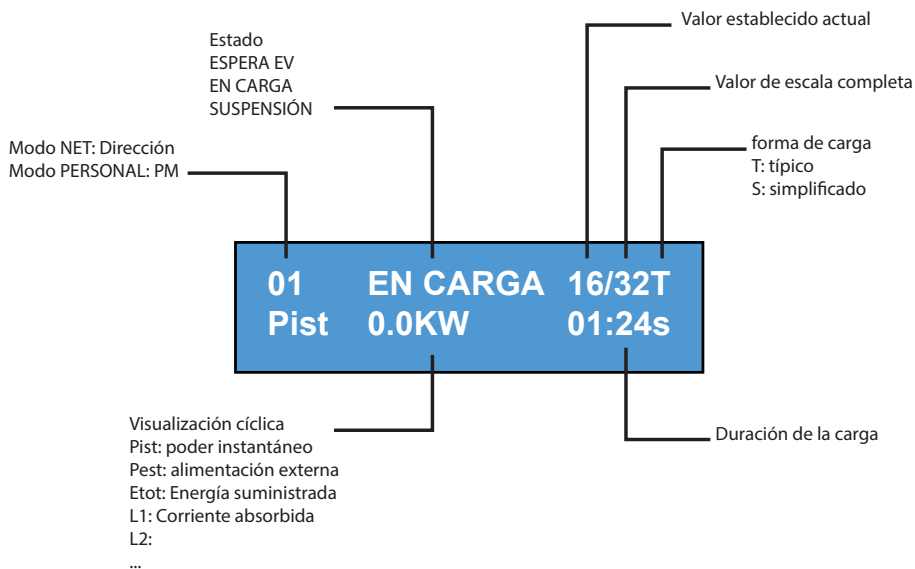 Valor establecido actual
Estado
ESPERA EV
EN CARGA
SUSPENSIÓN
Valor de escala completa
Modo NET: Dirección
Modo PERSONAL: PM
forma de carga
T: típico
S: simplificado
01 EN CARGA 16/32T
Pist 0.0KW 01:24s
Visualización cíclica
Pist: poder instantáneo
Pest: alimentación externa
Etot: Energía suministrada
L1: Corriente absorbida
L2:
...
Duración de la carga